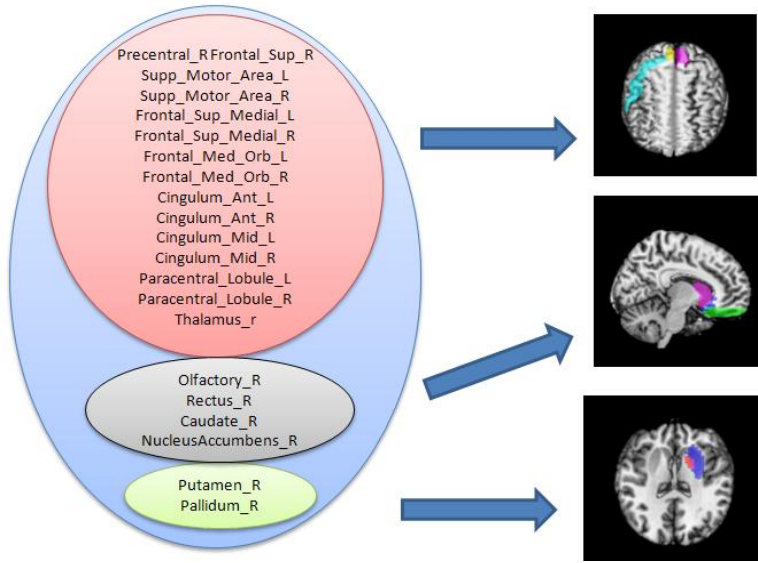 Precentral_R Frontal_Sup_R
Supp_Motor_Area_L
Supp_Motor_Area_R
Frontal_Sup_Medial_L
Frontal_Sup_Medial_R
Frontal_Med_Orb_L
Frontal_Med_Orb_R
Cingulum_Ant_L
Cingulum_Ant_R
Cingulum_Mid_L
Cingulum_Mid_R
Paracentral_Lobule_L
Paracentral_Lobule_R
Thalamus_r
Olfactory_R
Rectus_R
Caudate_R
NucleusAccumbens_R
Putamen_R
Pallidum_R